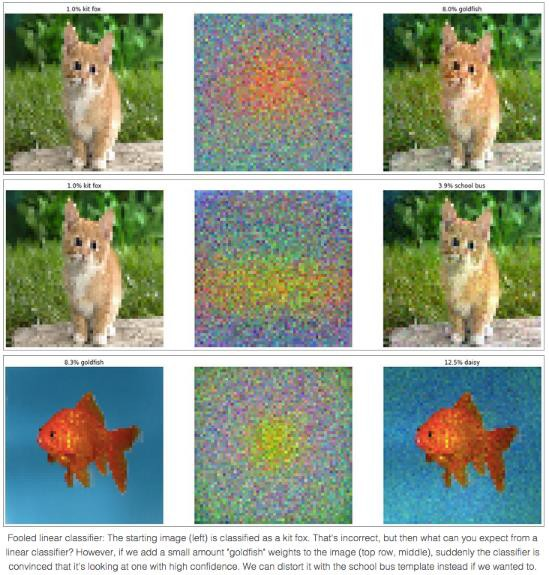 1.0% kit fox
8.0% goldfish
1.0% kit fox
3.9% school bus
8.3% goldfish
12.5% daisy
Fooled linear classifier: The starting image (left) is classified as a kit fox. That's incorrect, but then what can you expect from a
linear classifier? However, if we add a small amount "goldfish" weights to the image (top row, middle), suddenly the classifier is
convinced that it's looking at one with high confidence. We can distort it with the school bus template instead if we wanted to.